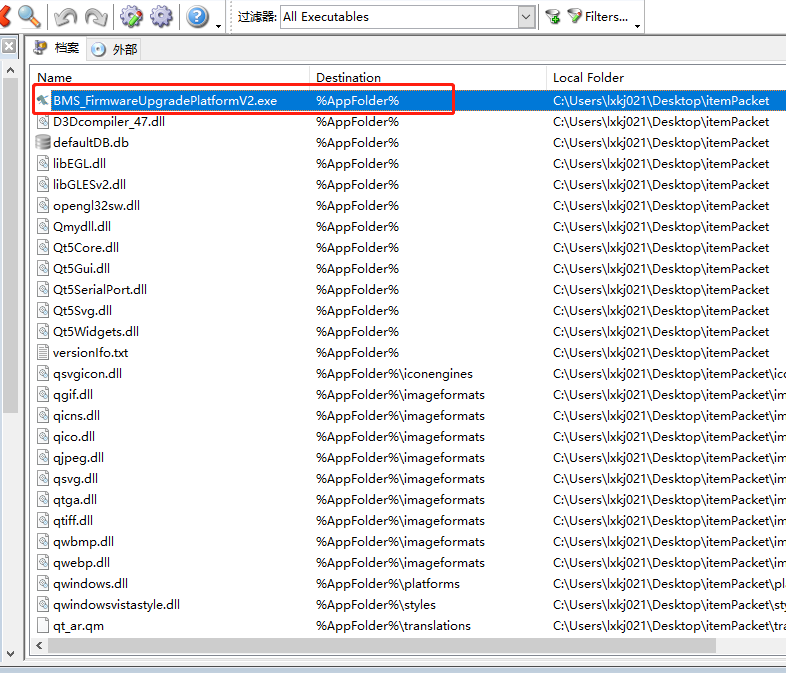 过滤器: All Executables Filters...
档案 外部
Name Destination Local Folder
BMS_FirmwareUpgradePlatformV2.exe %AppFolder% C:\Users\lxkj021\Desktop\itemPacket
D3Dcompiler_47.dll %AppFolder% C:\Users\lxkj021\Desktop\itemPacket
defaultDB.db %AppFolder% C:\Users\lxkj021\Desktop\itemPacket
libEGL.dll %AppFolder% C:\Users\lxkj021\Desktop\itemPacket
libGLESv2.dll %AppFolder% C:\Users\lxkj021\Desktop\itemPacket
opengl32sw.dll %AppFolder% C:\Users\lxkj021\Desktop\itemPacket
Qmydll.dll %AppFolder% C:\Users\lxkj021\Desktop\itemPacket
Qt5Core.dll %AppFolder% C:\Users\lxkj021\Desktop\itemPacket
Qt5Gui.dll %AppFolder% C:\Users\lxkj021\Desktop\itemPacket
Qt5SerialPort.dll %AppFolder% C:\Users\lxkj021\Desktop\itemPacket
Qt5Svg.dll %AppFolder% C:\Users\lxkj021\Desktop\itemPacket
Qt5Widgets.dll %AppFolder% C:\Users\lxkj021\Desktop\itemPacket
versionIfo.txt %AppFolder% C:\Users\lxkj021\Desktop\itemPacket
qsvgicon.dll %AppFolder%\iconengines C:\Users\lxkj021\Desktop\itemPacket\ico
qgif.dll %AppFolder%\imageformats C:\Users\lxkj021\Desktop\itemPacket\im
qicns.dll %AppFolder%\imageformats C:\Users\lxkj021\Desktop\itemPacket\im
qico.dll %AppFolder%\imageformats C:\Users\lxkj021\Desktop\itemPacket\im
qjpeg.dll %AppFolder%\imageformats C:\Users\lxkj021\Desktop\itemPacket\im
qsvg.dll %AppFolder%\imageformats C:\Users\lxkj021\Desktop\itemPacket\im
qtga.dll %AppFolder%\imageformats C:\Users\lxkj021\Desktop\itemPacket\im
qtiff.dll %AppFolder%\imageformats C:\Users\lxkj021\Desktop\itemPacket\im
qwbmp.dll %AppFolder%\imageformats C:\Users\lxkj021\Desktop\itemPacket\im
qwebp.dll %AppFolder%\imageformats C:\Users\lxkj021\Desktop\itemPacket\im
qwindows.dll %AppFolder%\platforms C:\Users\lxkj021\Desktop\itemPacket\pl
qwindowsvistastyle.dll %AppFolder%\styles C:\Users\lxkj021\Desktop\itemPacket\sty
qt_ar.qm %AppFolder%\translations C:\Users\lxkj021\Desktop\itemPacket\tra